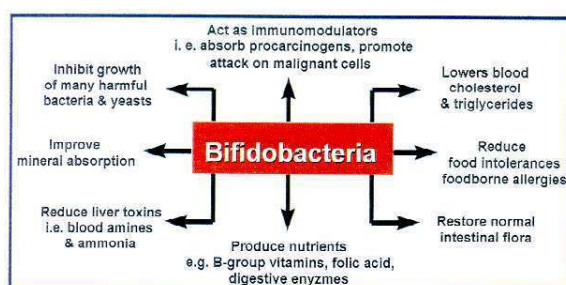 Act as immunomodulators
i. e. absorb procarcinogens, promote
attack on malignant cells
Inhibit growth
of many harmful
bacteria & yeasts
Lowers blood
cholesterol
& triglycerides
Improve
mineral absorption
Bifidobacteria
Reduce
food intolerances
foodborne allergies
Reduce liver toxins
i.e. blood amines
& ammonia
Produce nutrients
e.g. B-group vitamins, folic acid,
digestive enyzmes
Restore normal
intestinal flora